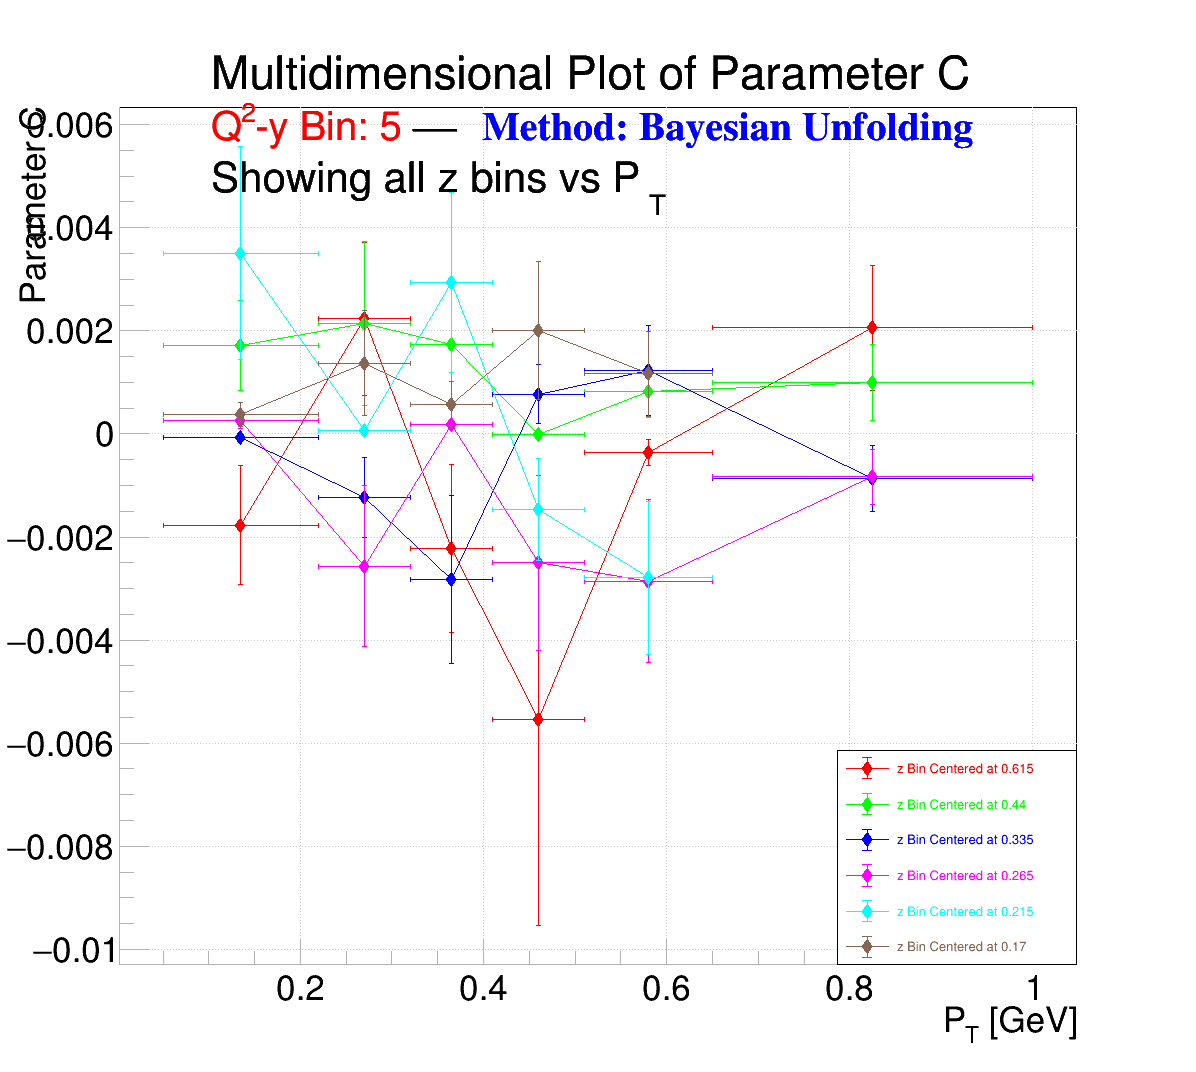 Multidimensional Plot of Parameter C
Q²-y Bin: 5 — Method: Bayesian Unfolding
Showing all z bins vs P_T
Parameter C
0.006
0.004
0.002
0
−0.002
−0.004
−0.006
−0.008
−0.01
0.2 0.4 0.6 0.8 1
P_T [GeV]
z Bin Centered at 0.615
z Bin Centered at 0.44
z Bin Centered at 0.335
z Bin Centered at 0.265
z Bin Centered at 0.215
z Bin Centered at 0.17